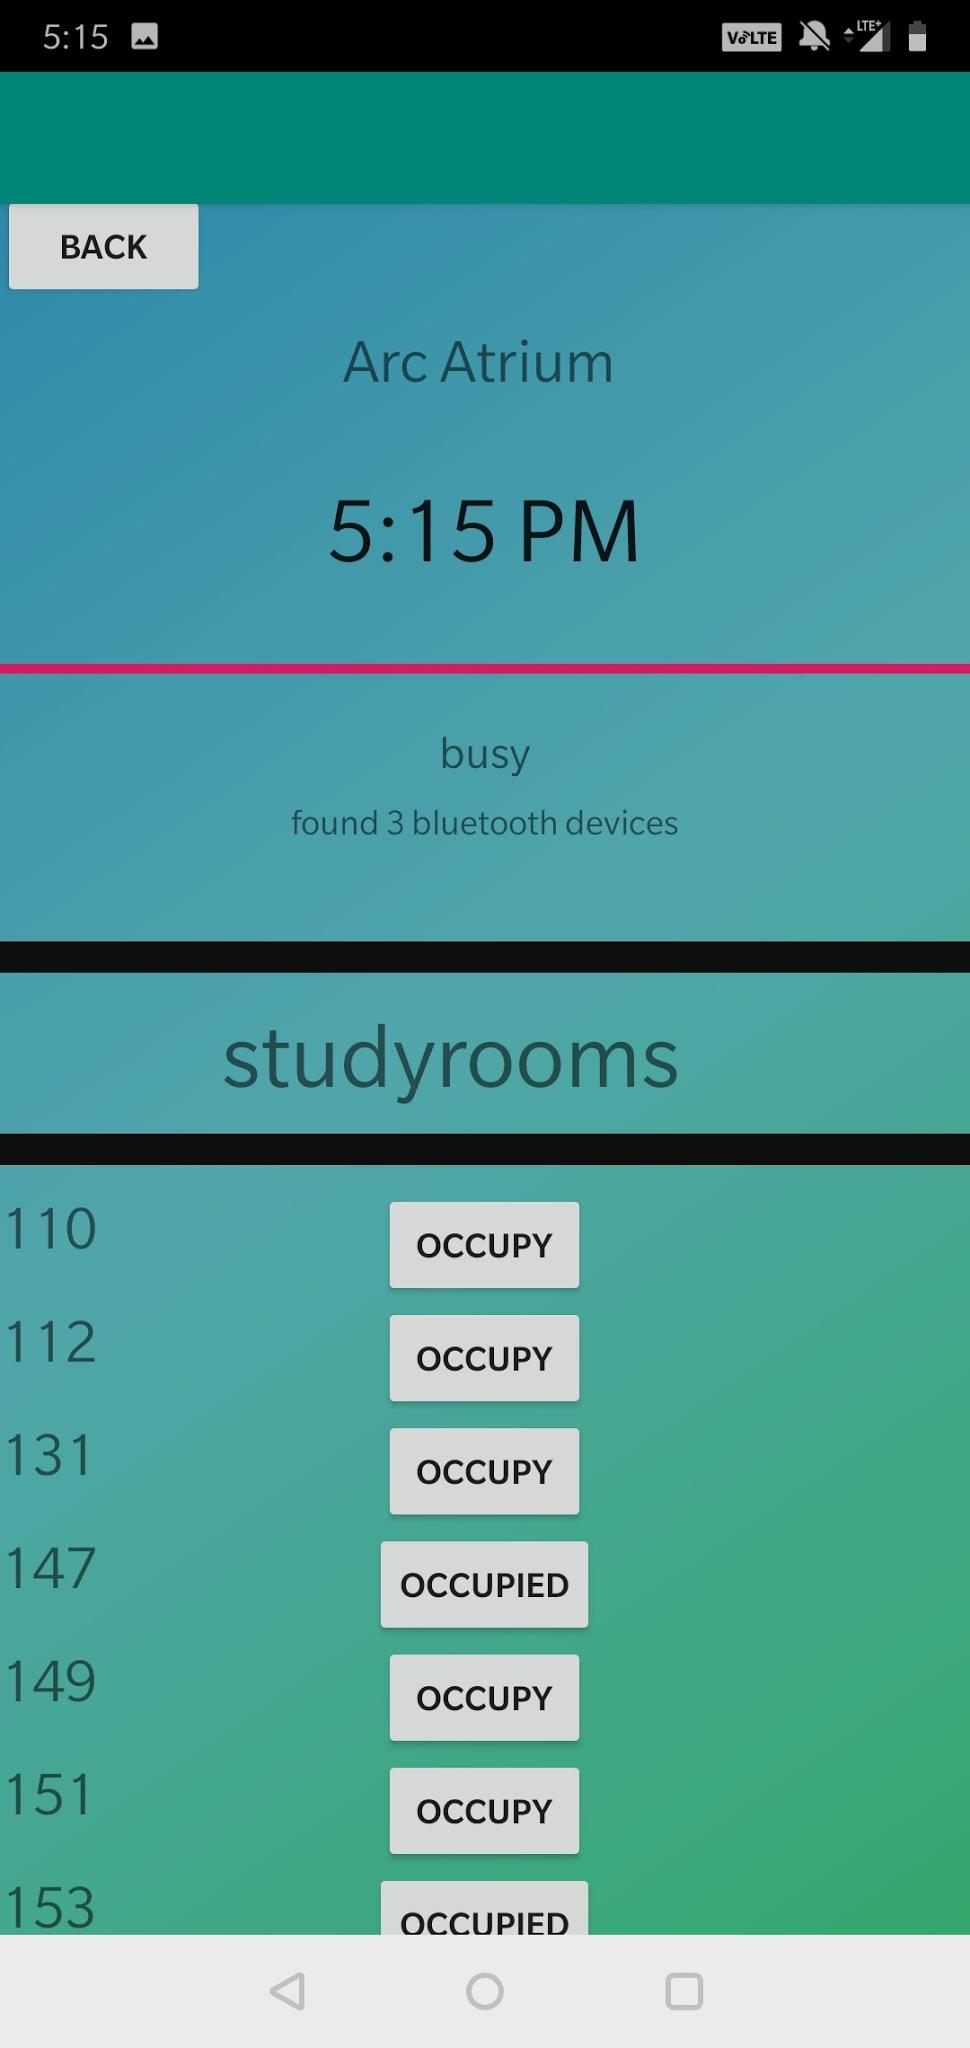 5:15 VoLTE LTE+
BACK
Arc Atrium
5:15 PM
busy
found 3 bluetooth devices
studyrooms
110 OCCUPY
112 OCCUPY
131 OCCUPY
147 OCCUPIED
149 OCCUPY
151 OCCUPY
153 OCCUPIED